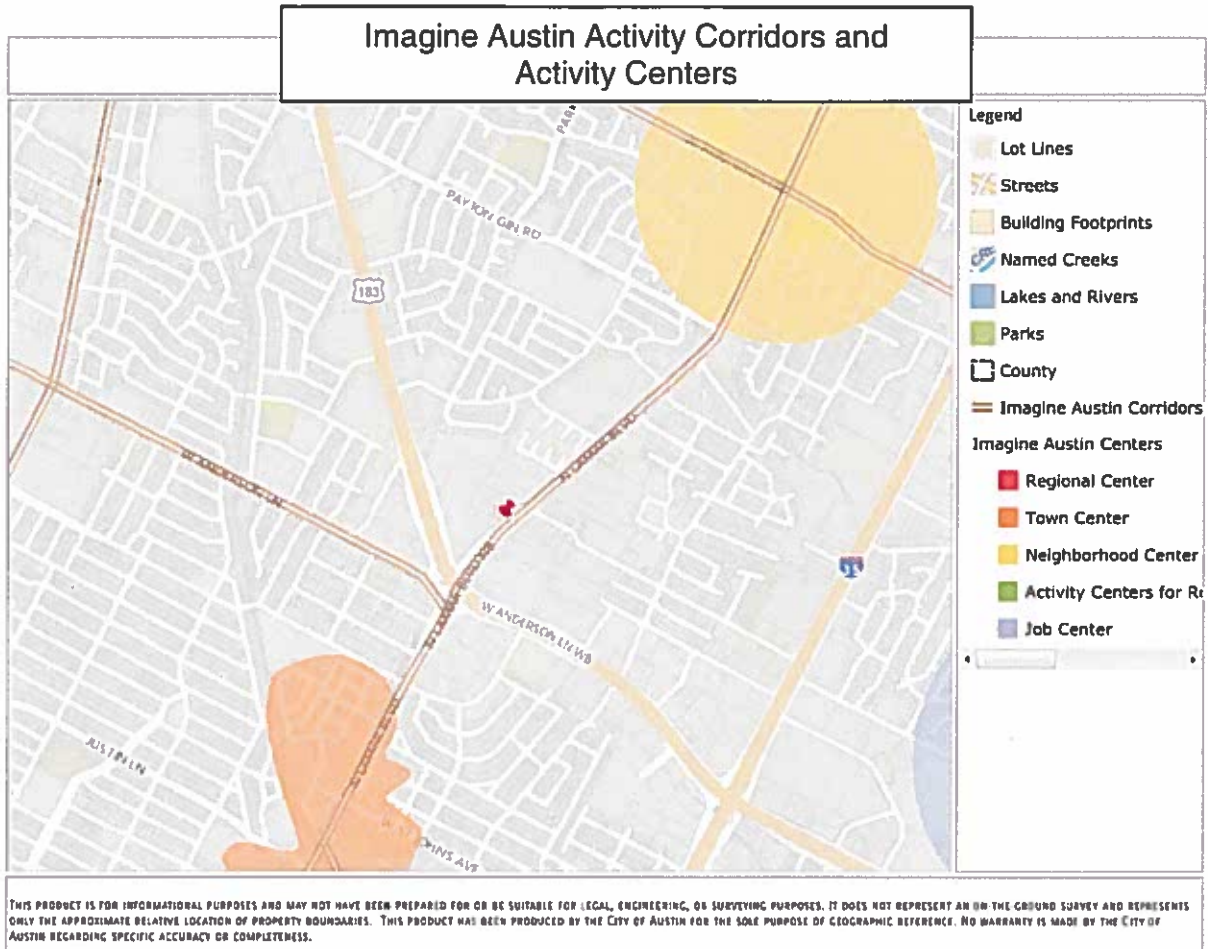 Imagine Austin Activity Corridors and
Activity Centers
PAYTON GIN RD
183
W ANDERSON LN WB
JUSTIN LN
Legend
Lot Lines
Streets
Building Footprints
Named Creeks
Lakes and Rivers
Parks
County
Imagine Austin Corridors
Imagine Austin Centers
Regional Center
Town Center
Neighborhood Center
Activity Centers for R
Job Center
THIS PRODUCT IS FOR INFORMATIONAL PURPOSES AND MAY NOT HAVE BEEN PREPARED FOR OR BE SUITABLE FOR LEGAL, ENGINEERING, OR SURVEYING PURPOSES. IT DOES NOT REPRESENT AN ON-THE-GROUND SURVEY AND REPRESENTS
ONLY THE APPROXIMATE RELATIVE LOCATION OF PROPERTY BOUNDARIES. THIS PRODUCT HAS BEEN PRODUCED BY THE CITY OF AUSTIN FOR THE SOLE PURPOSE OF GEOGRAPHIC REFERENCE. NO WARRANTY IS MADE BY THE CITY OF
AUSTIN REGARDING SPECIFIC ACCURACY OR COMPLETENESS.